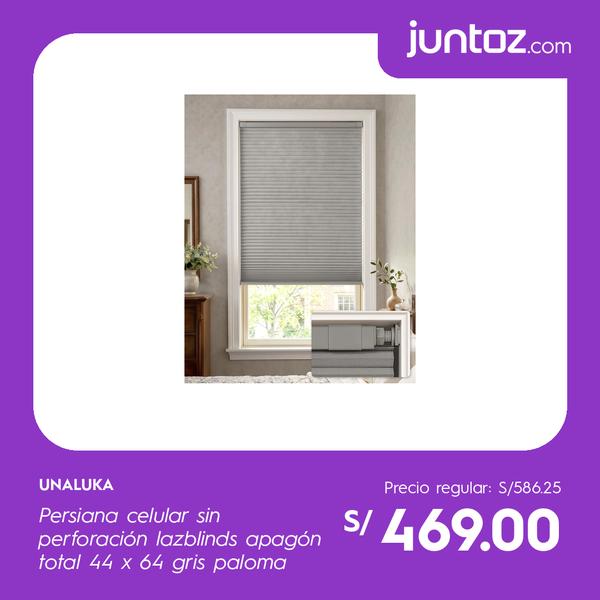 juntoz.com
UNALUKA
Persiana celular sin
perforación lazblinds apagón
total 44 x 64 gris paloma
Precio regular: S/586.25
S/ 469.00